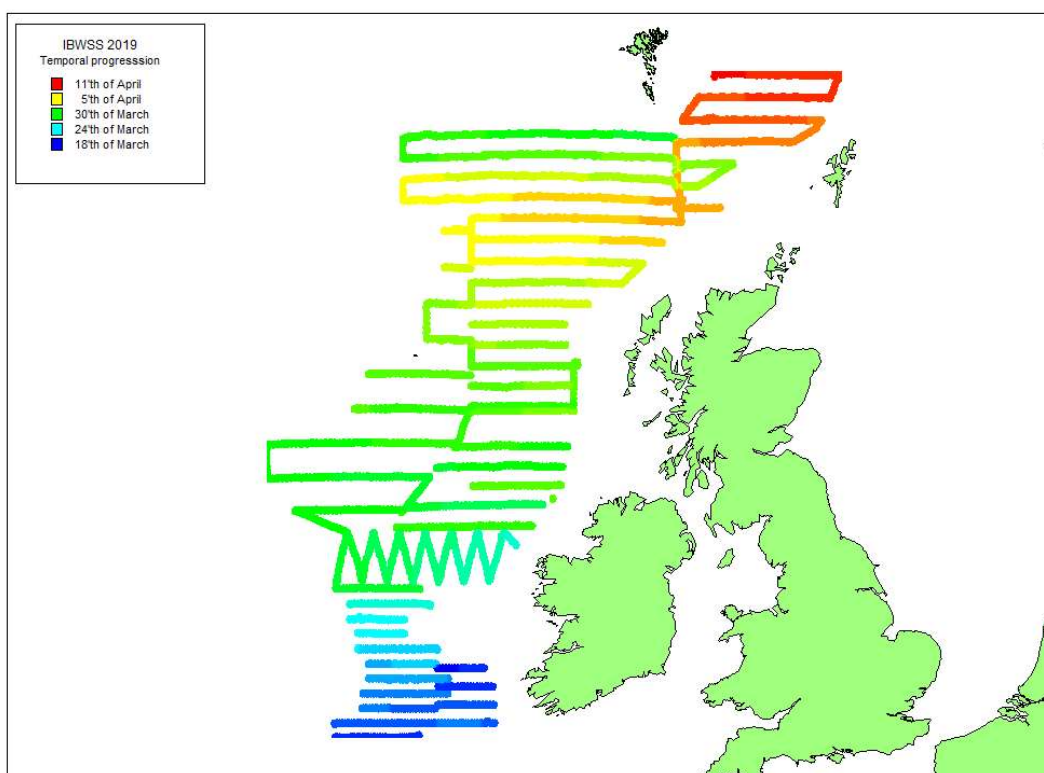 IBWSS 2019
Temporal progresssion
11'th of April
5'th of April
30'th of March
24'th of March
18'th of March